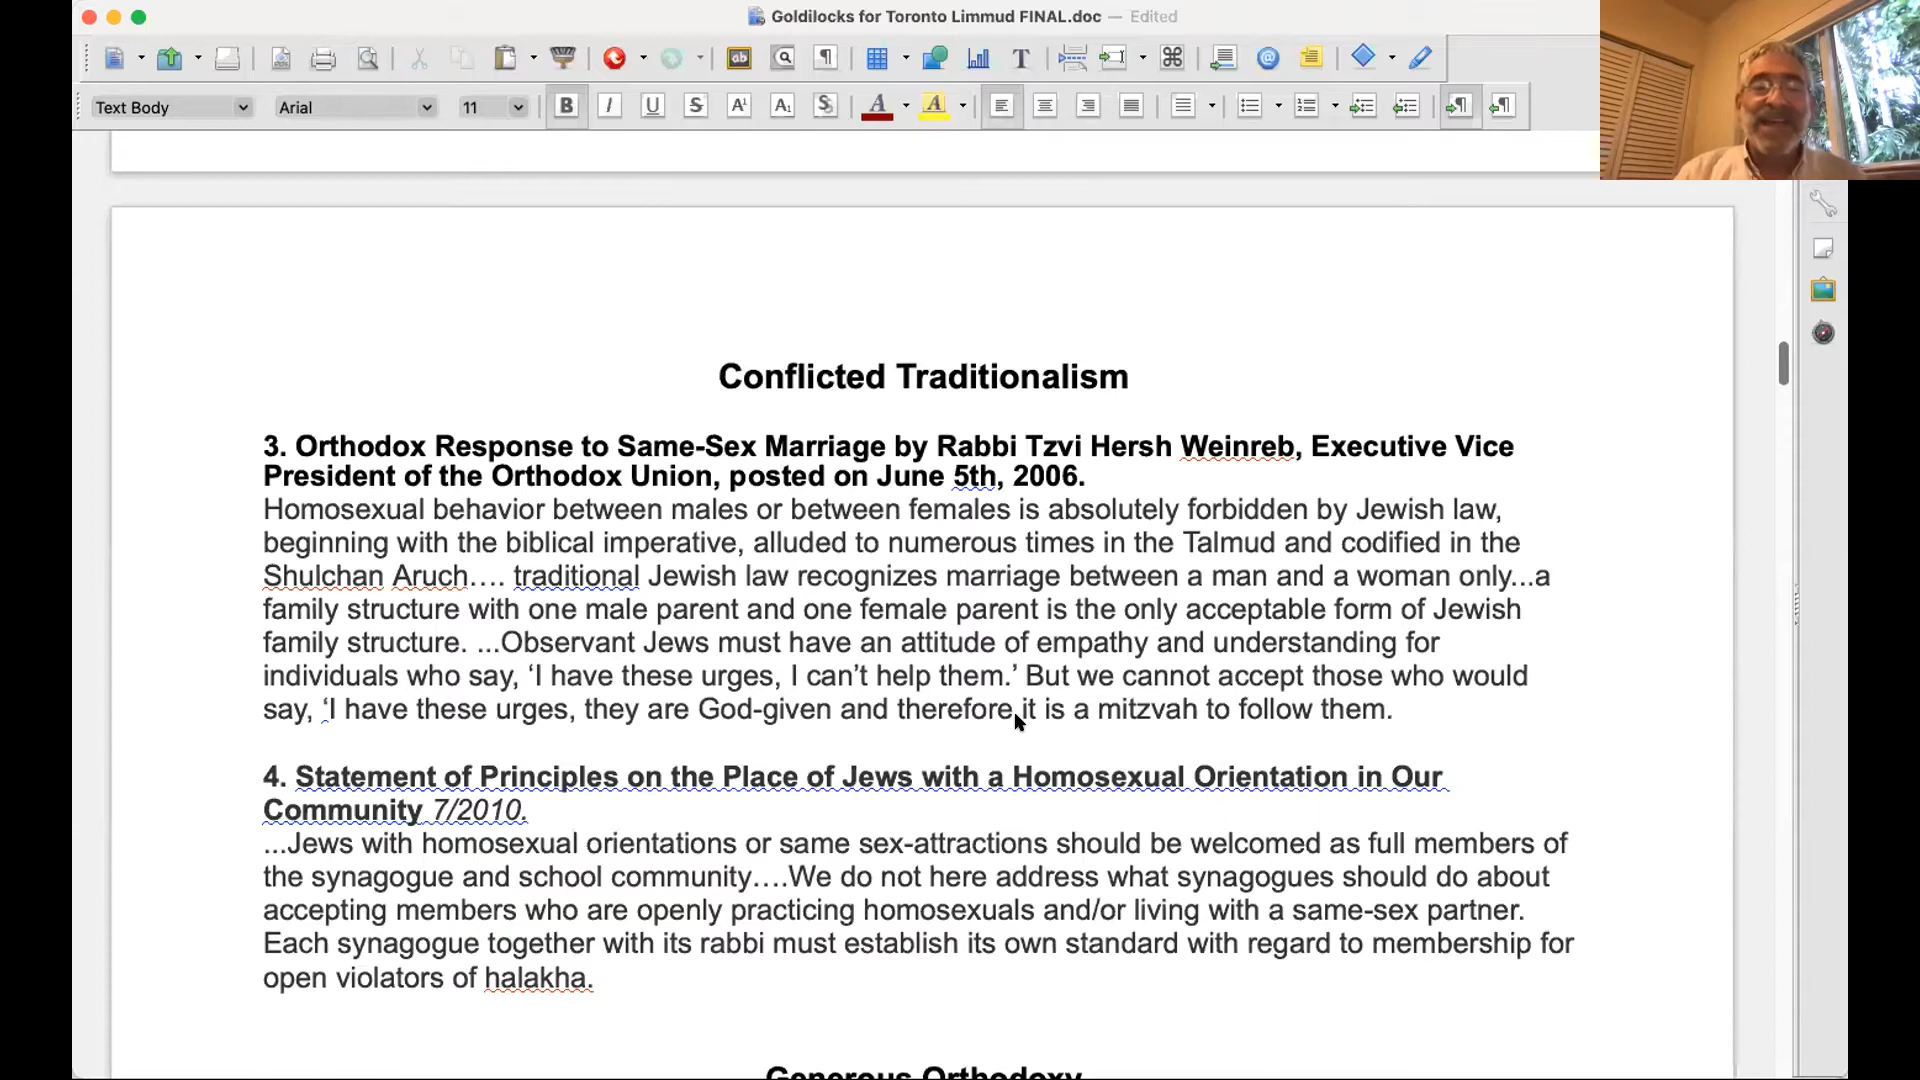 Goldilocks for Toronto Limmud FINAL.doc — Edited
Text Body
Arial
11
Conflicted Traditionalism
3. Orthodox Response to Same-Sex Marriage by Rabbi Tzvi Hersh Weinreb, Executive Vice
President of the Orthodox Union, posted on June 5th, 2006.
Homosexual behavior between males or between females is absolutely forbidden by Jewish law,
beginning with the biblical imperative, alluded to numerous times in the Talmud and codified in the
Shulchan Aruch…. traditional Jewish law recognizes marriage between a man and a woman only...a
family structure with one male parent and one female parent is the only acceptable form of Jewish
family structure. ...Observant Jews must have an attitude of empathy and understanding for
individuals who say, ‘I have these urges, I can’t help them.’ But we cannot accept those who would
say, ‘I have these urges, they are God-given and therefore it is a mitzvah to follow them.
4. Statement of Principles on the Place of Jews with a Homosexual Orientation in Our
Community 7/2010.
...Jews with homosexual orientations or same sex-attractions should be welcomed as full members of
the synagogue and school community….We do not here address what synagogues should do about
accepting members who are openly practicing homosexuals and/or living with a same-sex partner.
Each synagogue together with its rabbi must establish its own standard with regard to membership for
open violators of halakha.
Generous Orthodoxy